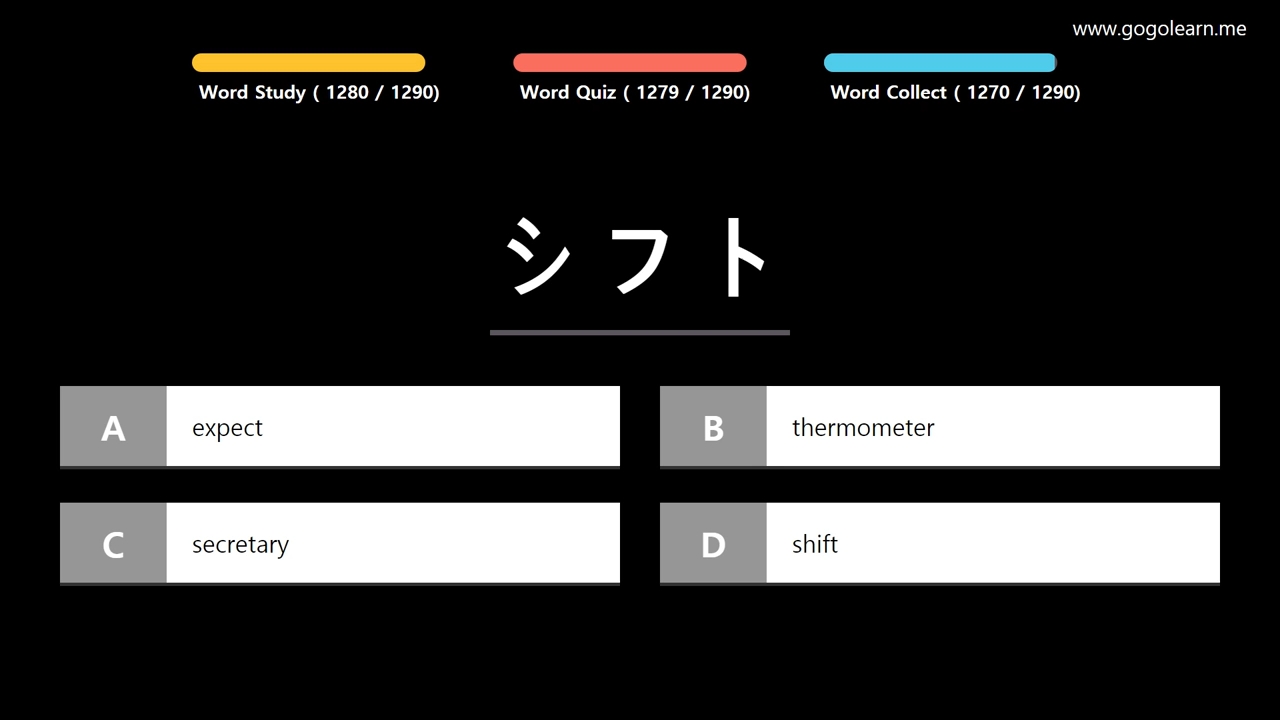 www.gogolearn.me
Word Study ( 1280 / 1290)
Word Quiz ( 1279 / 1290)
Word Collect ( 1270 / 1290)
シフト
A expect
B thermometer
C secretary
D shift